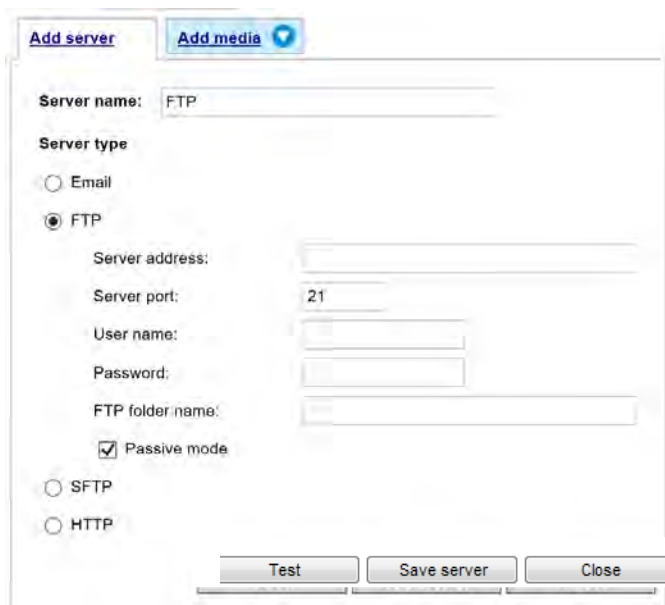 Add server Add media
Server name: FTP
Server type
Email
FTP
Server address:
Server port: 21
User name:
Password:
FTP folder name:
Passive mode
SFTP
HTTP
Test Save server Close